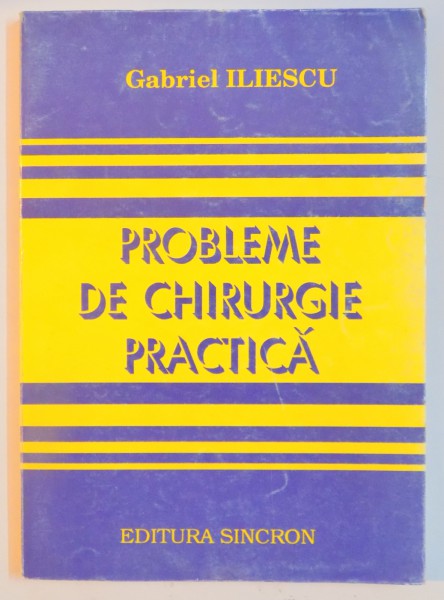 Gabriel ILIESCU
PROBLEME
DE CHIRURGIE
PRACTICĂ
EDITURA SINCRON